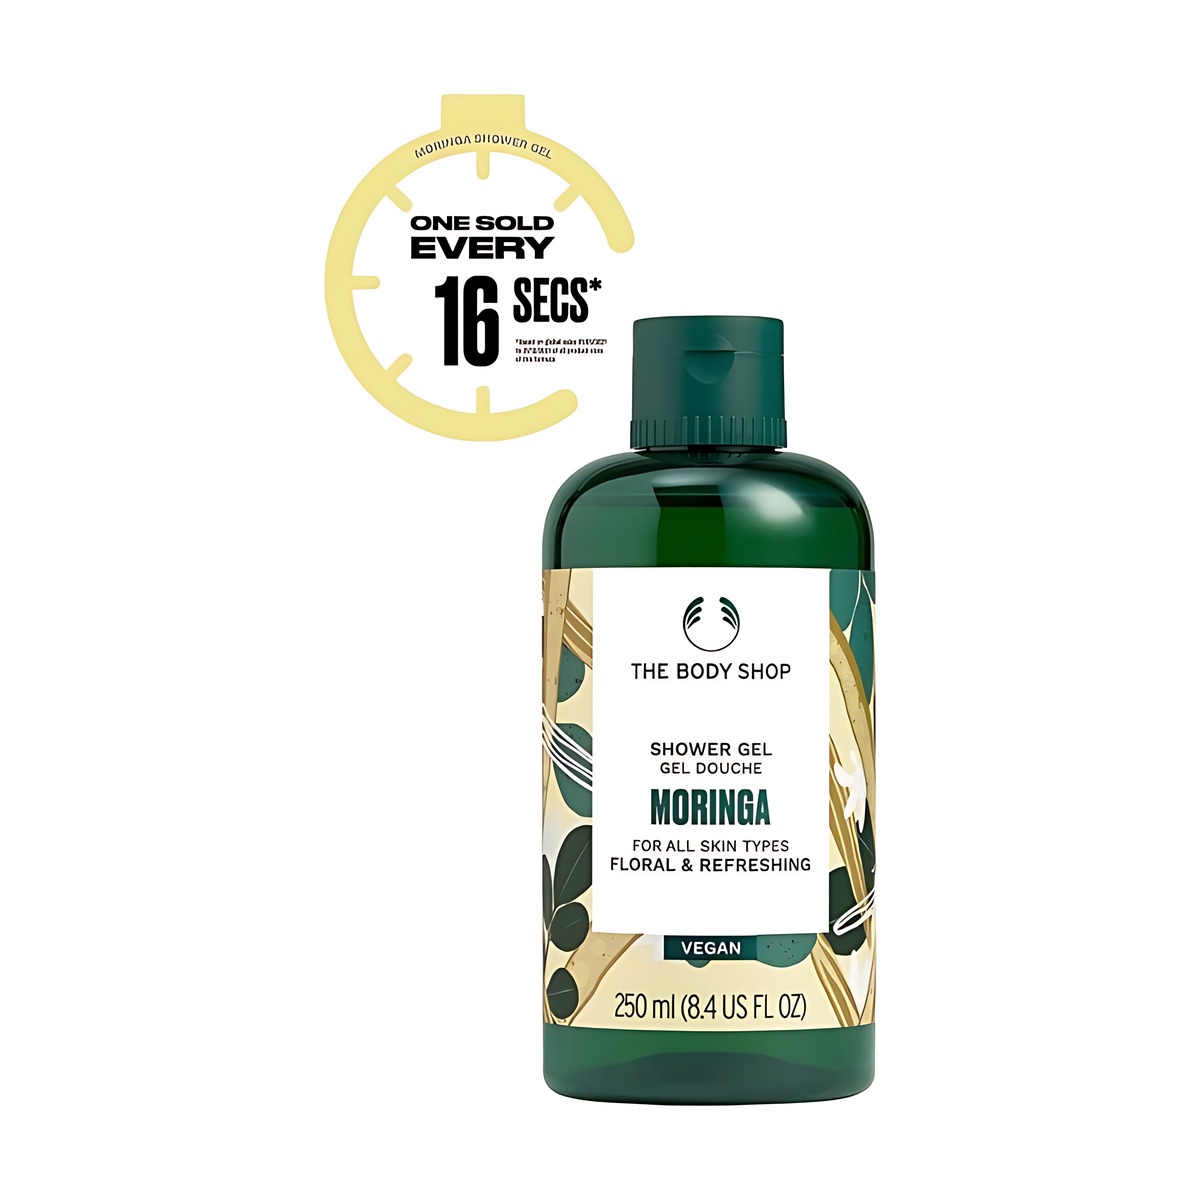 MORINGA SHOWER GEL
ONE SOLD
EVERY
16 SECS*
THE BODY SHOP
SHOWER GEL
GEL DOUCHE
MORINGA
FOR ALL SKIN TYPES
FLORAL & REFRESHING
VEGAN
250 ml (8.4 US FL OZ)